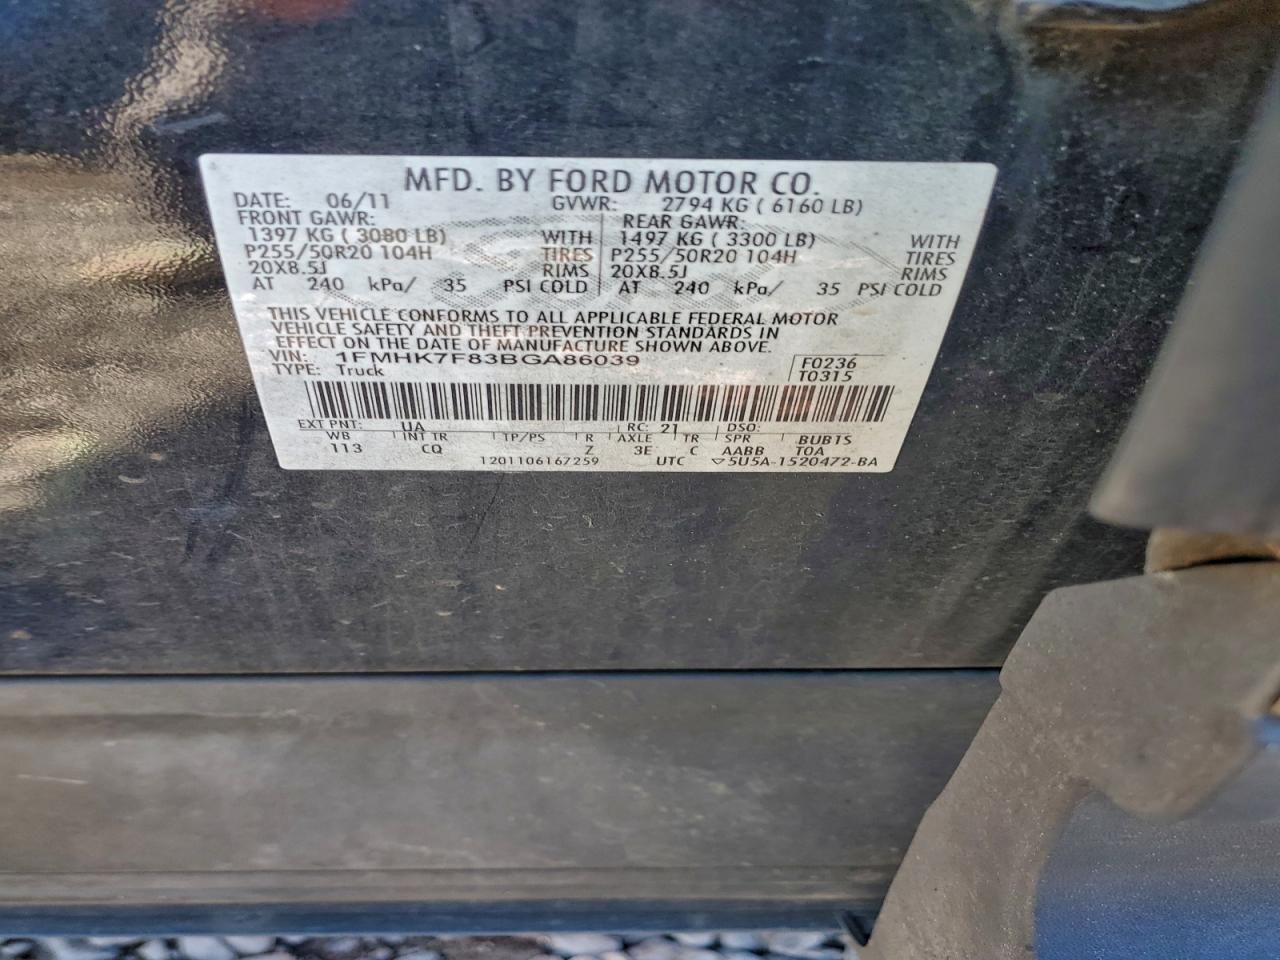 MFD. BY FORD MOTOR CO.
DATE: 06/11 GVWR: 2794 KG ( 6160 LB)
FRONT GAWR: REAR GAWR:
1397 KG ( 3080 LB) WITH 1497 KG ( 3300 LB) WITH
P255/50R20 104H TIRES P255/50R20 104H TIRES
20X8.5J RIMS 20X8.5J RIMS
AT 240 kPa/ 35 PSI COLD AT 240 kPa/ 35 PSI COLD
THIS VEHICLE CONFORMS TO ALL APPLICABLE FEDERAL MOTOR
VEHICLE SAFETY AND THEFT PREVENTION STANDARDS IN
EFFECT ON THE DATE OF MANUFACTURE SHOWN ABOVE.
VIN: 1FMHK7F83BGA86039 F0236
TYPE: Truck T0315
EXT PNT: UA RC: 21 DSO:
WB INT TR TP/PS R AXLE TR SPR BUB1S
113 CQ Z 3E C AABB TOA
1201106167259 UTC ▽5U5A-1520472-BA